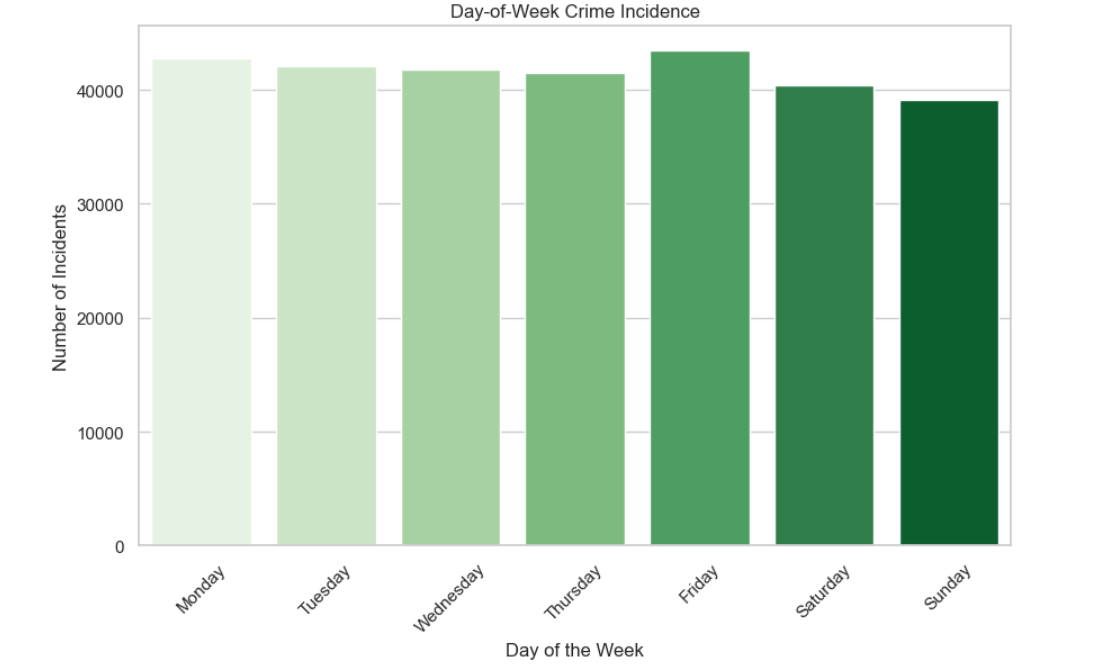 Day-of-Week Crime Incidence
Number of Incidents
40000
30000
20000
10000
0
Monday
Tuesday
Wednesday
Thursday
Friday
Saturday
Sunday
Day of the Week